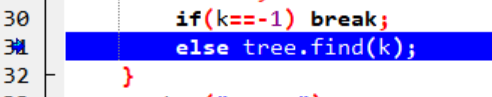 30 if(k==-1) break;
31 else tree.find(k);
32 }